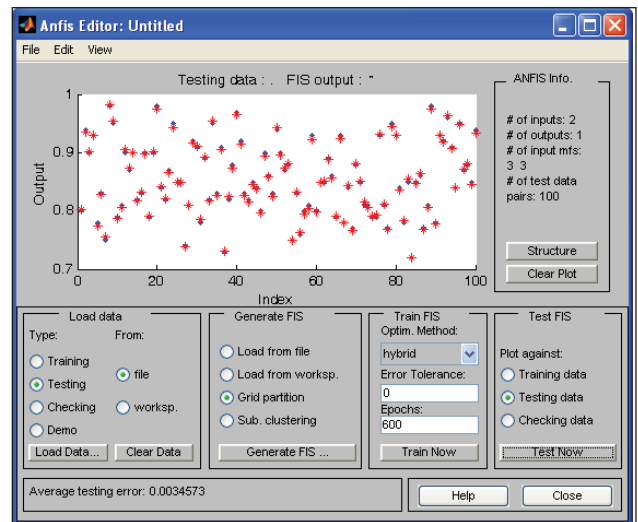 Anfis Editor: Untitled
File Edit View
Testing data : . FIS output : *
1
0.9
0.8
0.7
Output
0 20 40 60 80 100
Index
ANFIS Info.
# of inputs: 2
# of outputs: 1
# of input mfs:
3 3
# of test data
pairs: 100
Structure
Clear Plot
Load data
Type: From:
Training
Testing
Checking
Demo
file
worksp.
Load Data... Clear Data
Generate FIS
Load from file
Load from worksp.
Grid partition
Sub. clustering
Generate FIS ...
Train FIS
Optim. Method:
hybrid
Error Tolerance:
0
Epochs:
600
Train Now
Test FIS
Plot against:
Training data
Testing data
Checking data
Test Now
Average testing error: 0.0034573
Help Close